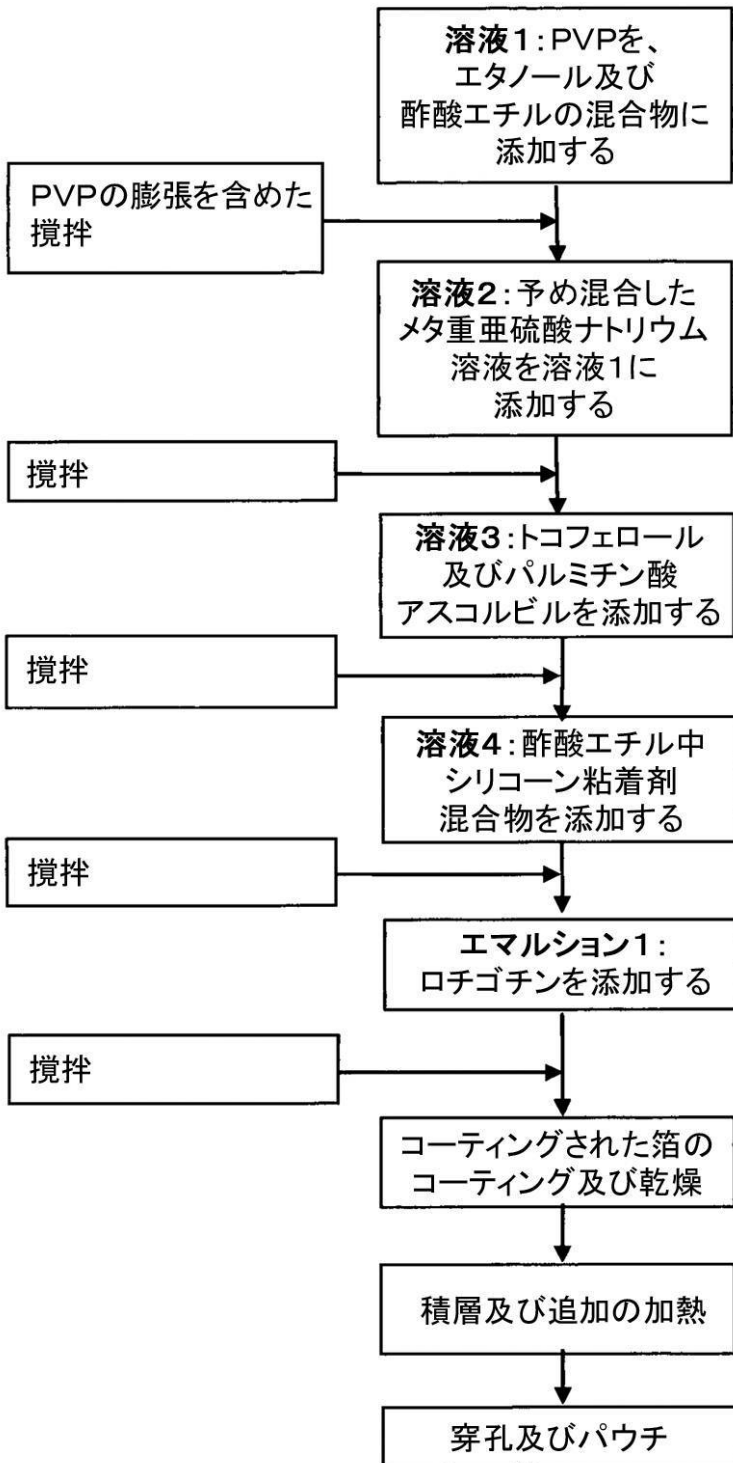 溶液1:PVPを、
エタノール及び
酢酸エチルの混合物に
添加する
PVPの膨張を含めた
撹拌
溶液2:予め混合した
メタ重亜硫酸ナトリウム
溶液を溶液1に
添加する
撹拌
溶液3:トコフェロール
及びパルミチン酸
アスコルビルを添加する
撹拌
溶液4:酢酸エチル中
シリコーン粘着剤
混合物を添加する
撹拌
エマルション1:
ロチゴチンを添加する
撹拌
コーティングされた箔の
コーティング及び乾燥
積層及び追加の加熱
穿孔及びパウチ